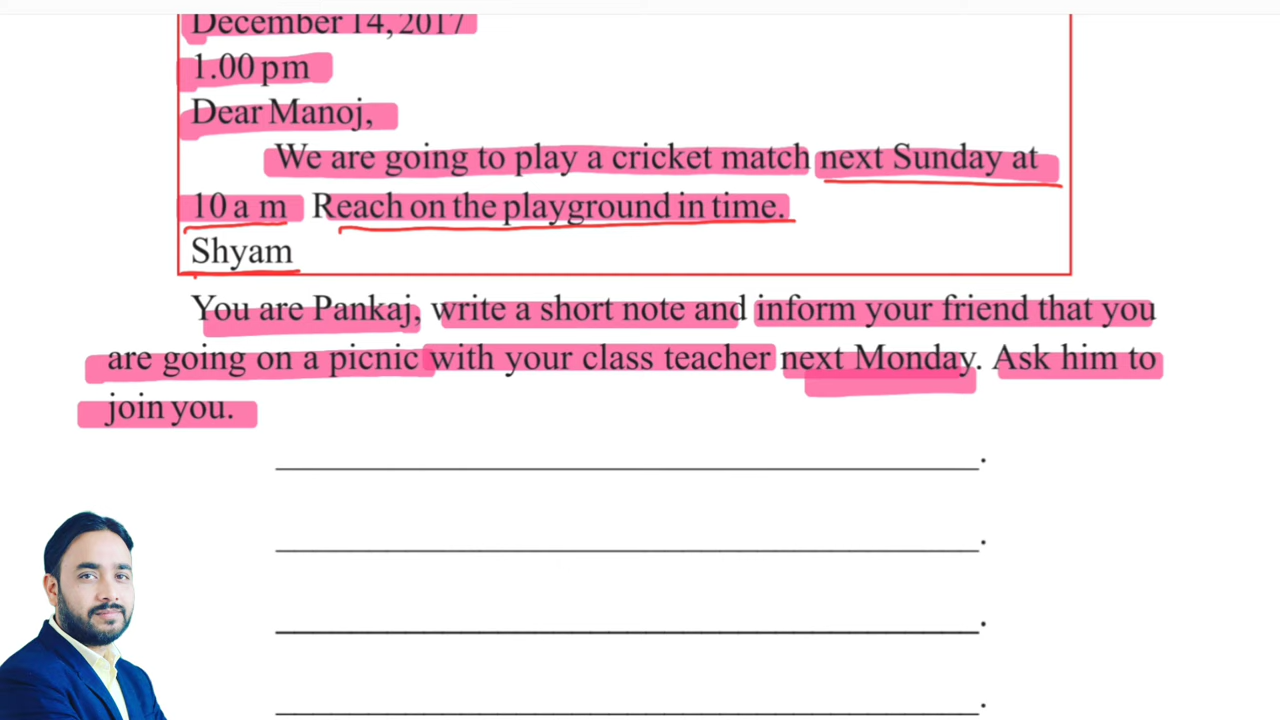 December 14, 2017
1.00 pm
Dear Manoj,
We are going to play a cricket match next Sunday at
10 a m Reach on the playground in time.
Shyam
You are Pankaj, write a short note and inform your friend that you
are going on a picnic with your class teacher next Monday. Ask him to
join you.